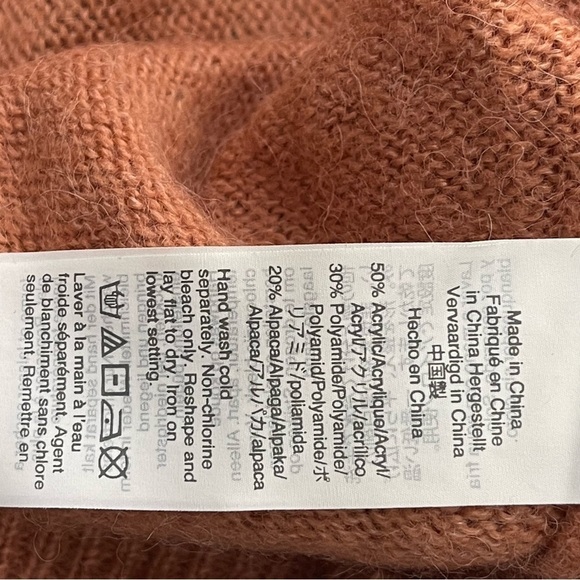 Made in China
Fabriqué en Chine
in China Hergestellt
Vervaardigd in China
中国製
Hecho en China
50% Acrylic/Acrylique/Acryl/
Acryl/アクリル/acrílico
30% Polyamide/Polyamide/
Polyamid/Polyamide/ポ
リアミド/poliamida
20% Alpaca/Alpaga/Alpaka/
Alpaca/アルパカ/alpaca
Hand wash cold
separately. Non-chlorine
bleach only. Reshape and
lay flat to dry. Iron on
lowest setting.
Laver à la main à l'eau
froide séparément. Agent
de blanchiment sans chlore
seulement. Remettre en